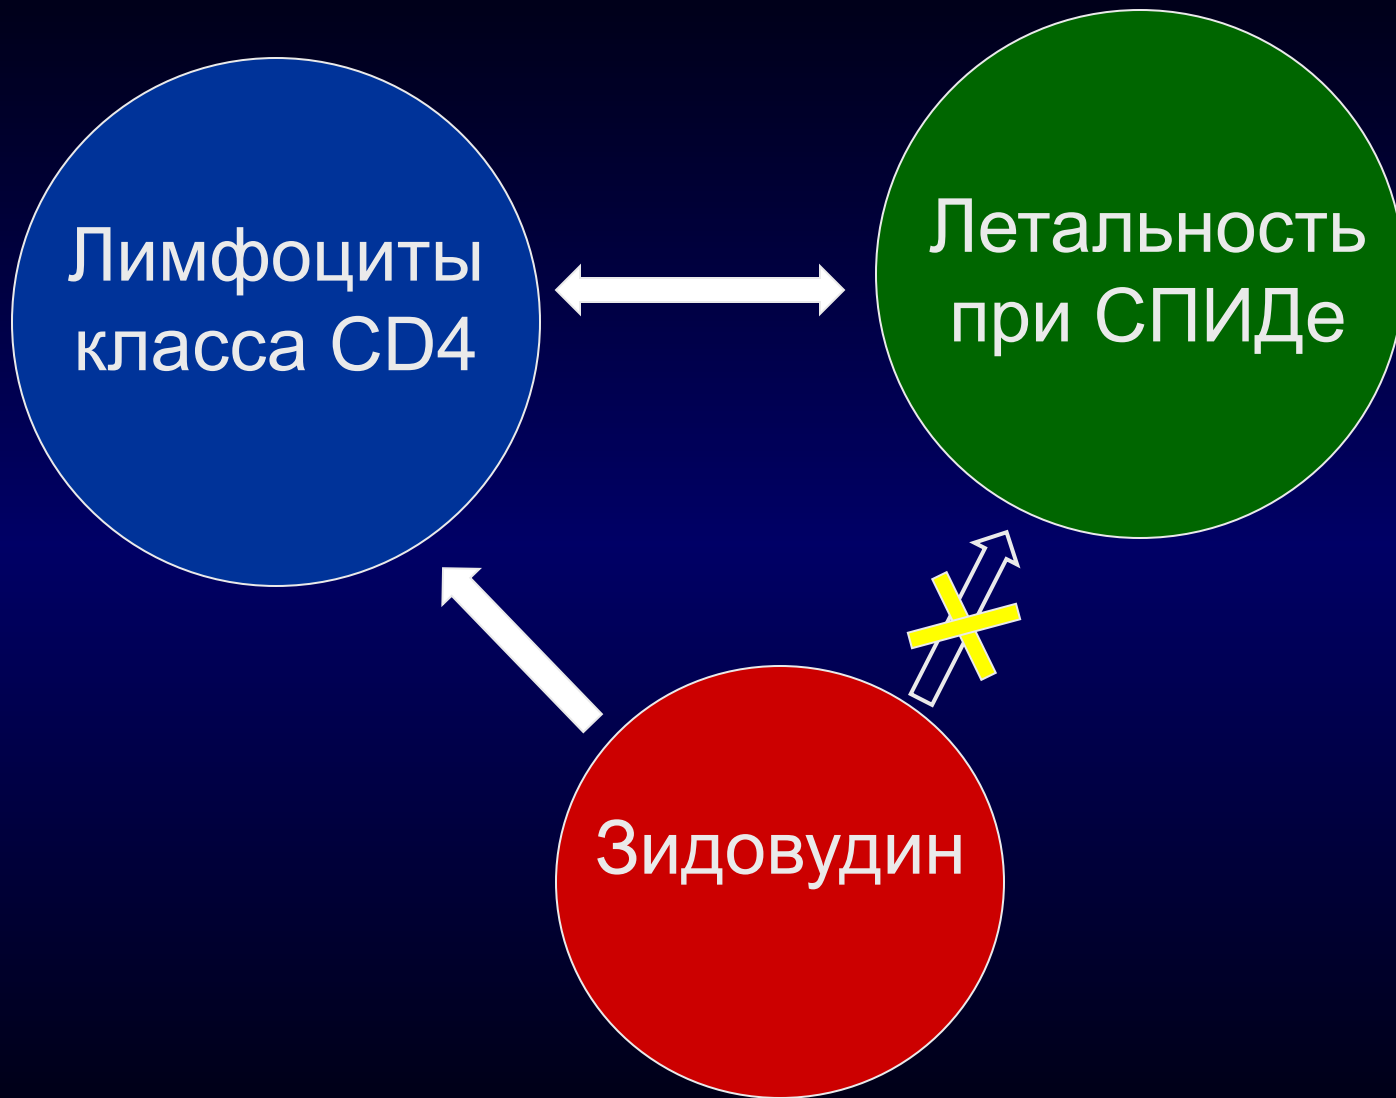 Лимфоциты
класса CD4
Летальность
при СПИДе
Зидовудин